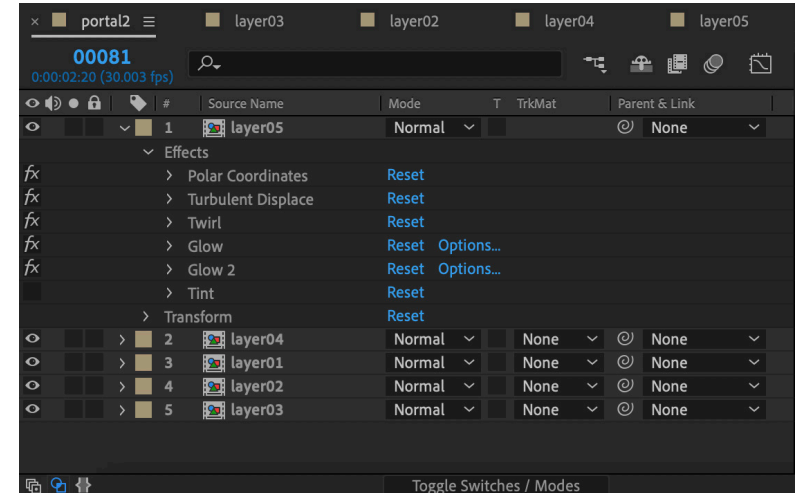 portal2 layer03 layer02 layer04 layer05
00081
0:00:02:20 (30.003 fps)
# Source Name Mode T TrkMat Parent & Link
1 layer05 Normal None
Effects
fx Polar Coordinates Reset
fx Turbulent Displace Reset
fx Twirl Reset
fx Glow Reset Options...
fx Glow 2 Reset Options...
Tint Reset
Transform Reset
2 layer04 Normal None None
3 layer01 Normal None None
4 layer02 Normal None None
5 layer03 Normal None None
Toggle Switches / Modes